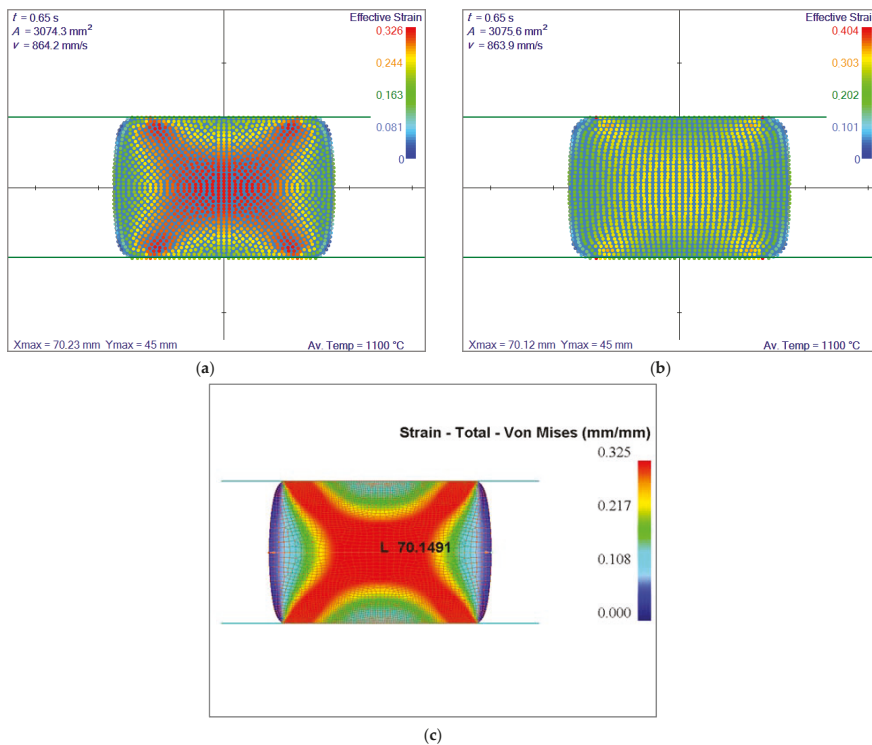 t = 0.65 s
A = 3074.3 mm²
v = 864.2 mm/s
Effective Strain
0.326
0.244
0.163
0.081
0
Xmax = 70.23 mm Ymax = 45 mm
Av. Temp = 1100 °C
(a)
t = 0.65 s
A = 3075.6 mm²
v = 863.9 mm/s
Effective Strain
0.404
0.303
0.202
0.101
0
Xmax = 70.12 mm Ymax = 45 mm
Av. Temp = 1100 °C
(b)
Strain - Total - Von Mises (mm/mm)
0.325
0.217
0.108
0.000
L 70.1491
(c)